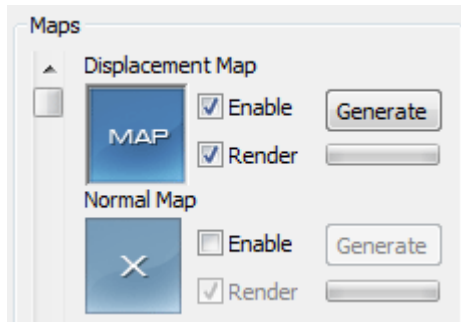 Maps
Displacement Map
MAP
Enable
Generate
Render
Normal Map
X
Enable
Generate
Render